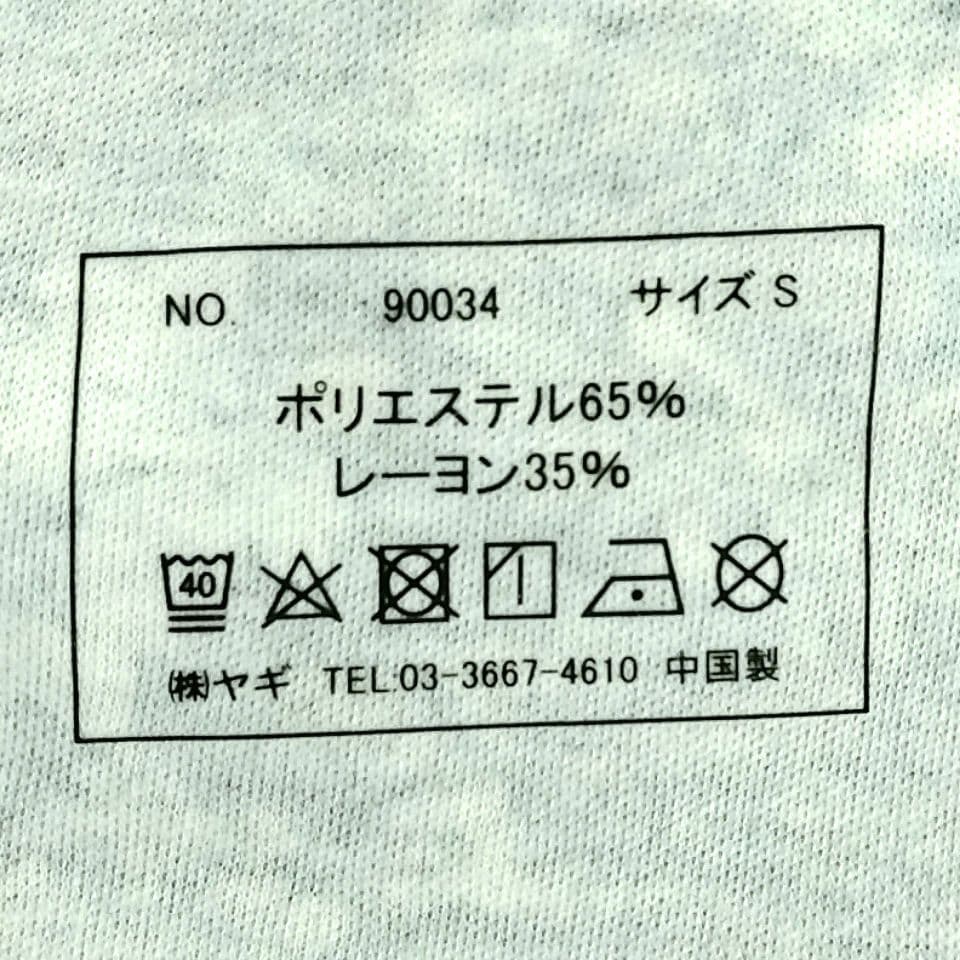 NO. 90034 サイズ S
ポリエステル65%
レーヨン35%
40
㈱ヤギ TEL:03-3667-4610 中国製